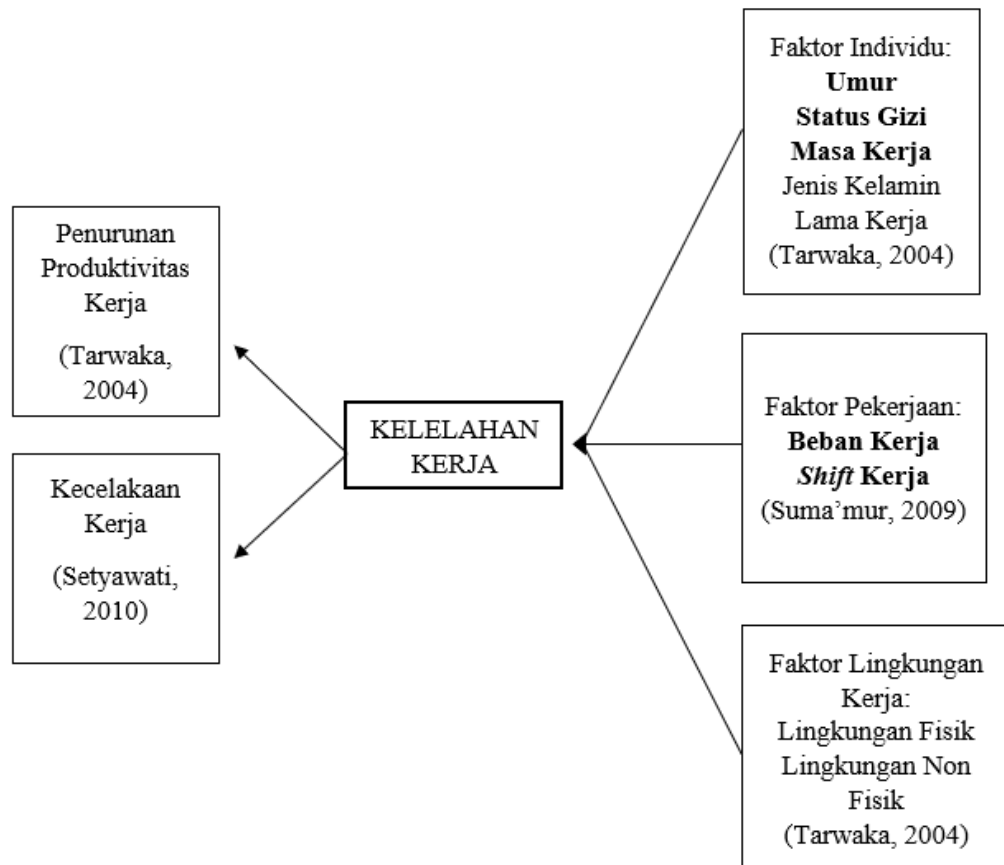 Penurunan
Produktivitas
Kerja
(Tarwaka,
2004)
Kecelakaan
Kerja
(Setyawati,
2010)
KELELAHAN
KERJA
Faktor Individu:
Umur
Status Gizi
Masa Kerja
Jenis Kelamin
Lama Kerja
(Tarwaka, 2004)
Faktor Pekerjaan:
Beban Kerja
Shift Kerja
(Suma’mur, 2009)
Faktor Lingkungan
Kerja:
Lingkungan Fisik
Lingkungan Non
Fisik
(Tarwaka, 2004)